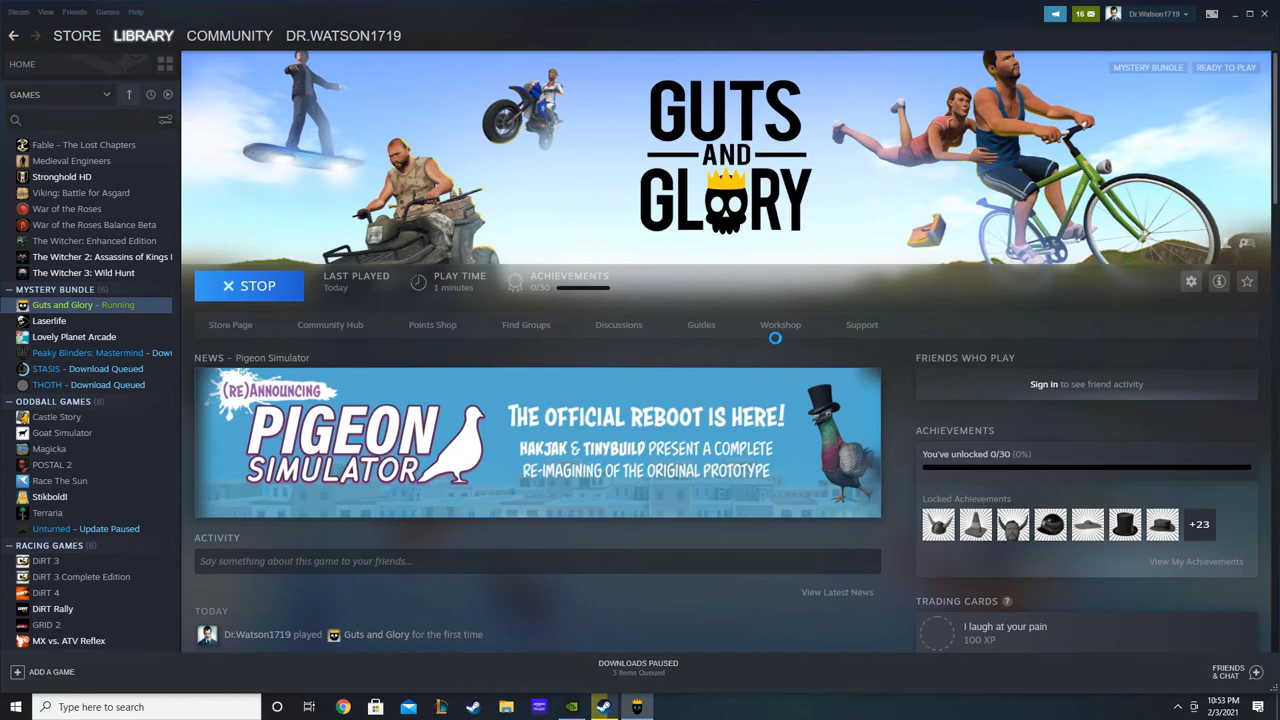 Steam View Friends Games Help
16
Dr.Watson1719
STORE LIBRARY COMMUNITY DR.WATSON1719
HOME
GAMES
Fable - The Lost Chapters
Medieval Engineers
Stronghold HD
Viking: Battle for Asgard
War of the Roses
War of the Roses Balance Beta
The Witcher: Enhanced Edition
The Witcher 2: Assassins of Kings
The Witcher 3: Wild Hunt
MYSTERY BUNDLE (6)
Guts and Glory - Running
Laserlife
Lovely Planet Arcade
Peaky Blinders: Mastermind - Dow
STASIS - Download Queued
THOTH - Download Queued
ODDBALL GAMES (8)
Castle Story
Goat Simulator
Magicka
POSTAL 2
Race The Sun
StikboldI
Terraria
Unturned - Update Paused
RACING GAMES (6)
DiRT 3
DiRT 3 Complete Edition
DiRT 4
DiRT Rally
GRID 2
MX vs. ATV Reflex
ADD A GAME
MYSTERY BUNDLE READY TO PLAY
GUTS
AND
GLORY
STOP
LAST PLAYED
Today
PLAY TIME
1 minutes
ACHIEVEMENTS
0/30
Store Page Community Hub Points Shop Find Groups Discussions Guides Workshop Support
NEWS - Pigeon Simulator
(RE)ANNOUNCING
PIGEON
SIMULATOR
THE OFFICIAL REBOOT IS HERE!
HAKJAK & TINYBUILD PRESENT A COMPLETE
RE-IMAGINING OF THE ORIGINAL PROTOTYPE
ACTIVITY
Say something about this game to your friends...
View Latest News
TODAY
Dr.Watson1719 played Guts and Glory for the first time
FRIENDS WHO PLAY
Sign in to see friend activity
ACHIEVEMENTS
You've unlocked 0/30 (0%)
Locked Achievements
+23
View My Achievements
TRADING CARDS ?
I laugh at your pain
100 XP
DOWNLOADS PAUSED
3 Items Queued
FRIENDS
& CHAT
Type here to search
10:53 PM
2/3/2021